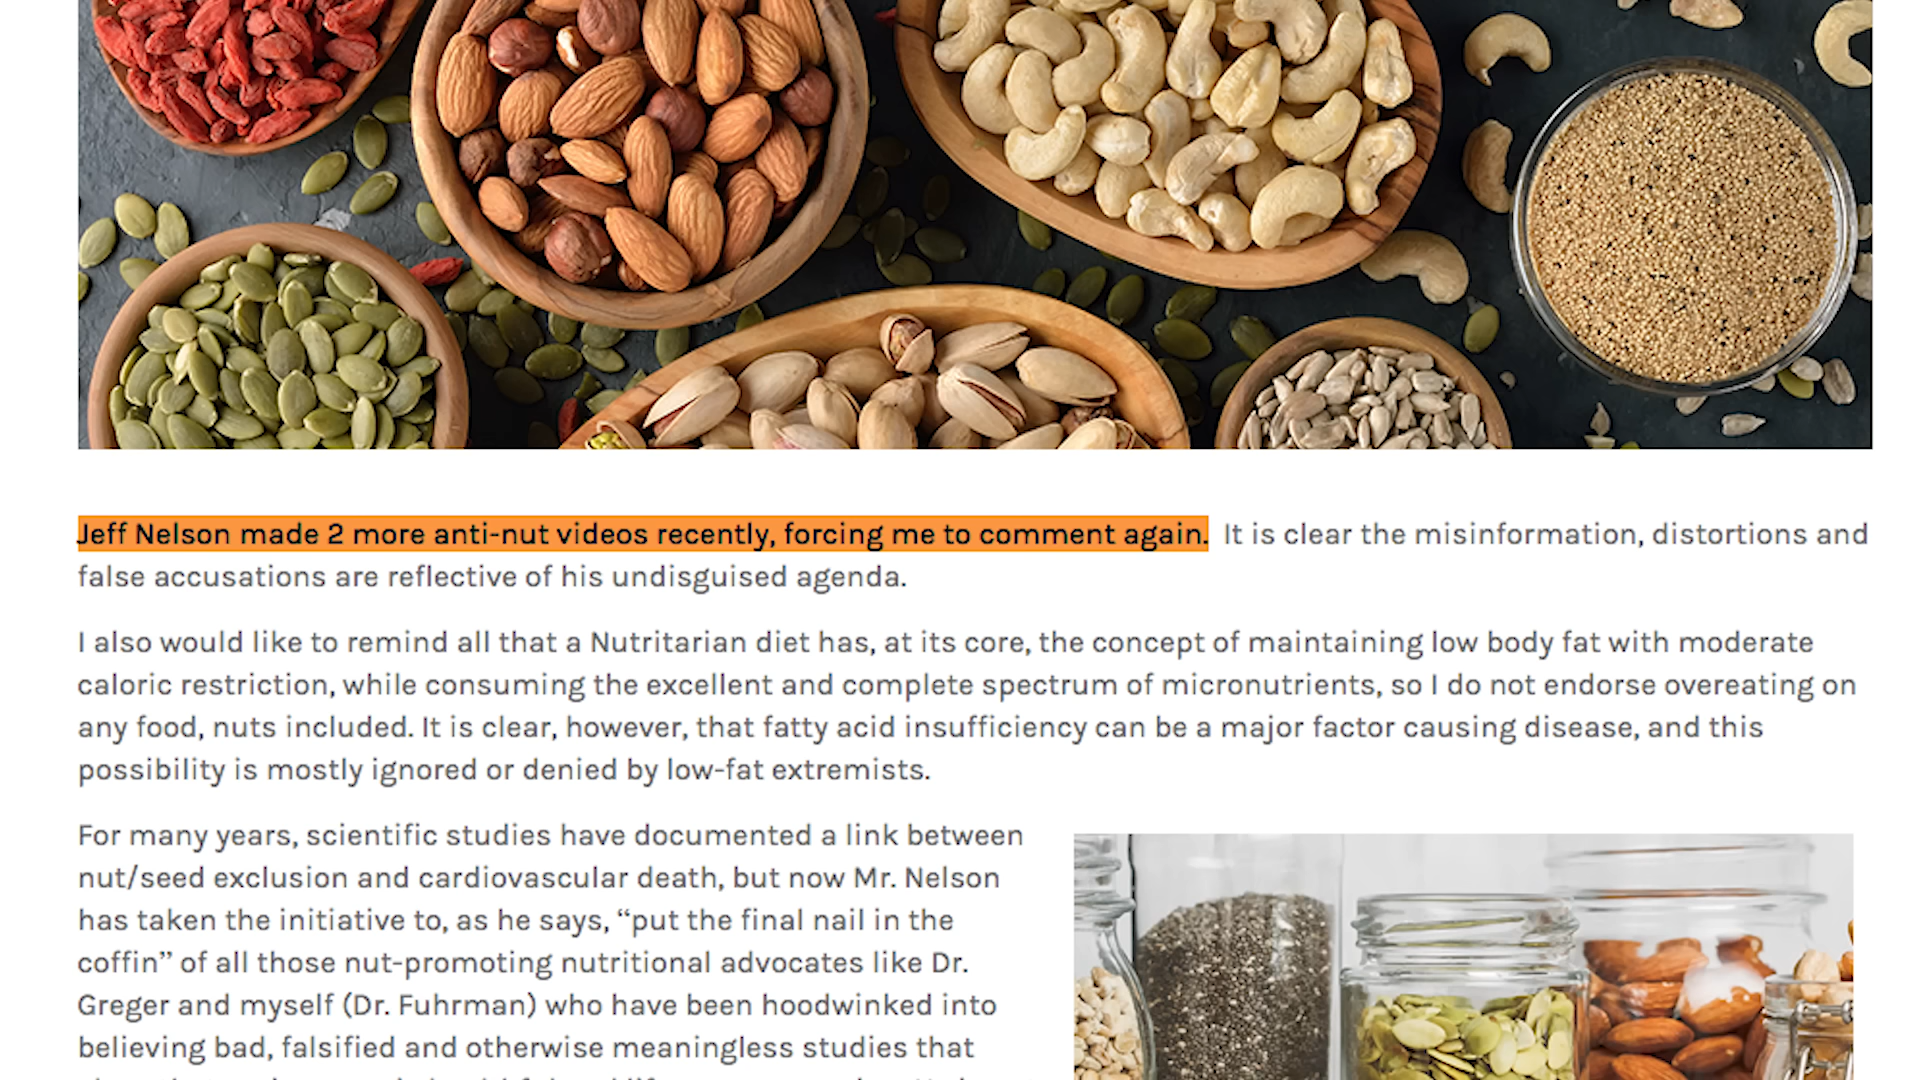 Jeff Nelson made 2 more anti-nut videos recently, forcing me to comment again. It is clear the misinformation, distortions and
false accusations are reflective of his undisguised agenda.
I also would like to remind all that a Nutritarian diet has, at its core, the concept of maintaining low body fat with moderate
caloric restriction, while consuming the excellent and complete spectrum of micronutrients, so I do not endorse overeating on
any food, nuts included. It is clear, however, that fatty acid insufficiency can be a major factor causing disease, and this
possibility is mostly ignored or denied by low-fat extremists.
For many years, scientific studies have documented a link between
nut/seed exclusion and cardiovascular death, but now Mr. Nelson
has taken the initiative to, as he says, “put the final nail in the
coffin” of all those nut-promoting nutritional advocates like Dr.
Greger and myself (Dr. Fuhrman) who have been hoodwinked into
believing bad, falsified and otherwise meaningless studies that